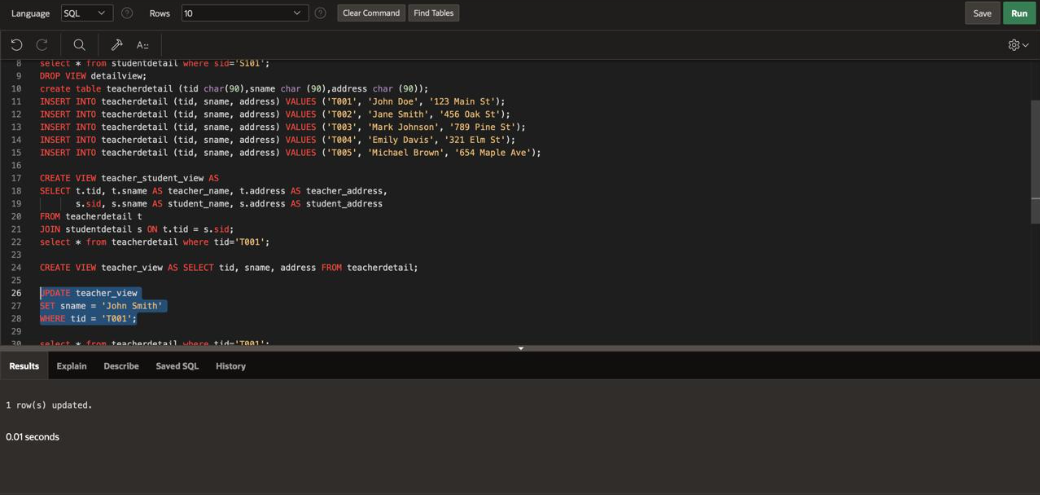 Language SQL Rows 10 Clear Command Find Tables Save Run
A::
8 select * from studentdetail where sid='S101';
9 DROP VIEW detailview;
10 create table teacherdetail (tid char(90),sname char (90),address char (90));
11 INSERT INTO teacherdetail (tid, sname, address) VALUES ('T001', 'John Doe', '123 Main St');
12 INSERT INTO teacherdetail (tid, sname, address) VALUES ('T002', 'Jane Smith', '456 Oak St');
13 INSERT INTO teacherdetail (tid, sname, address) VALUES ('T003', 'Mark Johnson', '789 Pine St');
14 INSERT INTO teacherdetail (tid, sname, address) VALUES ('T004', 'Emily Davis', '321 Elm St');
15 INSERT INTO teacherdetail (tid, sname, address) VALUES ('T005', 'Michael Brown', '654 Maple Ave');
16
17 CREATE VIEW teacher_student_view AS
18 SELECT t.tid, t.sname AS teacher_name, t.address AS teacher_address,
19 s.sid, s.sname AS student_name, s.address AS student_address
20 FROM teacherdetail t
21 JOIN studentdetail s ON t.tid = s.sid;
22 select * from teacherdetail where tid='T001';
23
24 CREATE VIEW teacher_view AS SELECT tid, sname, address FROM teacherdetail;
25
26 UPDATE teacher_view
27 SET sname = 'John Smith'
28 WHERE tid = 'T001';
29
30 select * from teacherdetail where tid='T001';
Results Explain Describe Saved SQL History
1 row(s) updated.
0.01 seconds